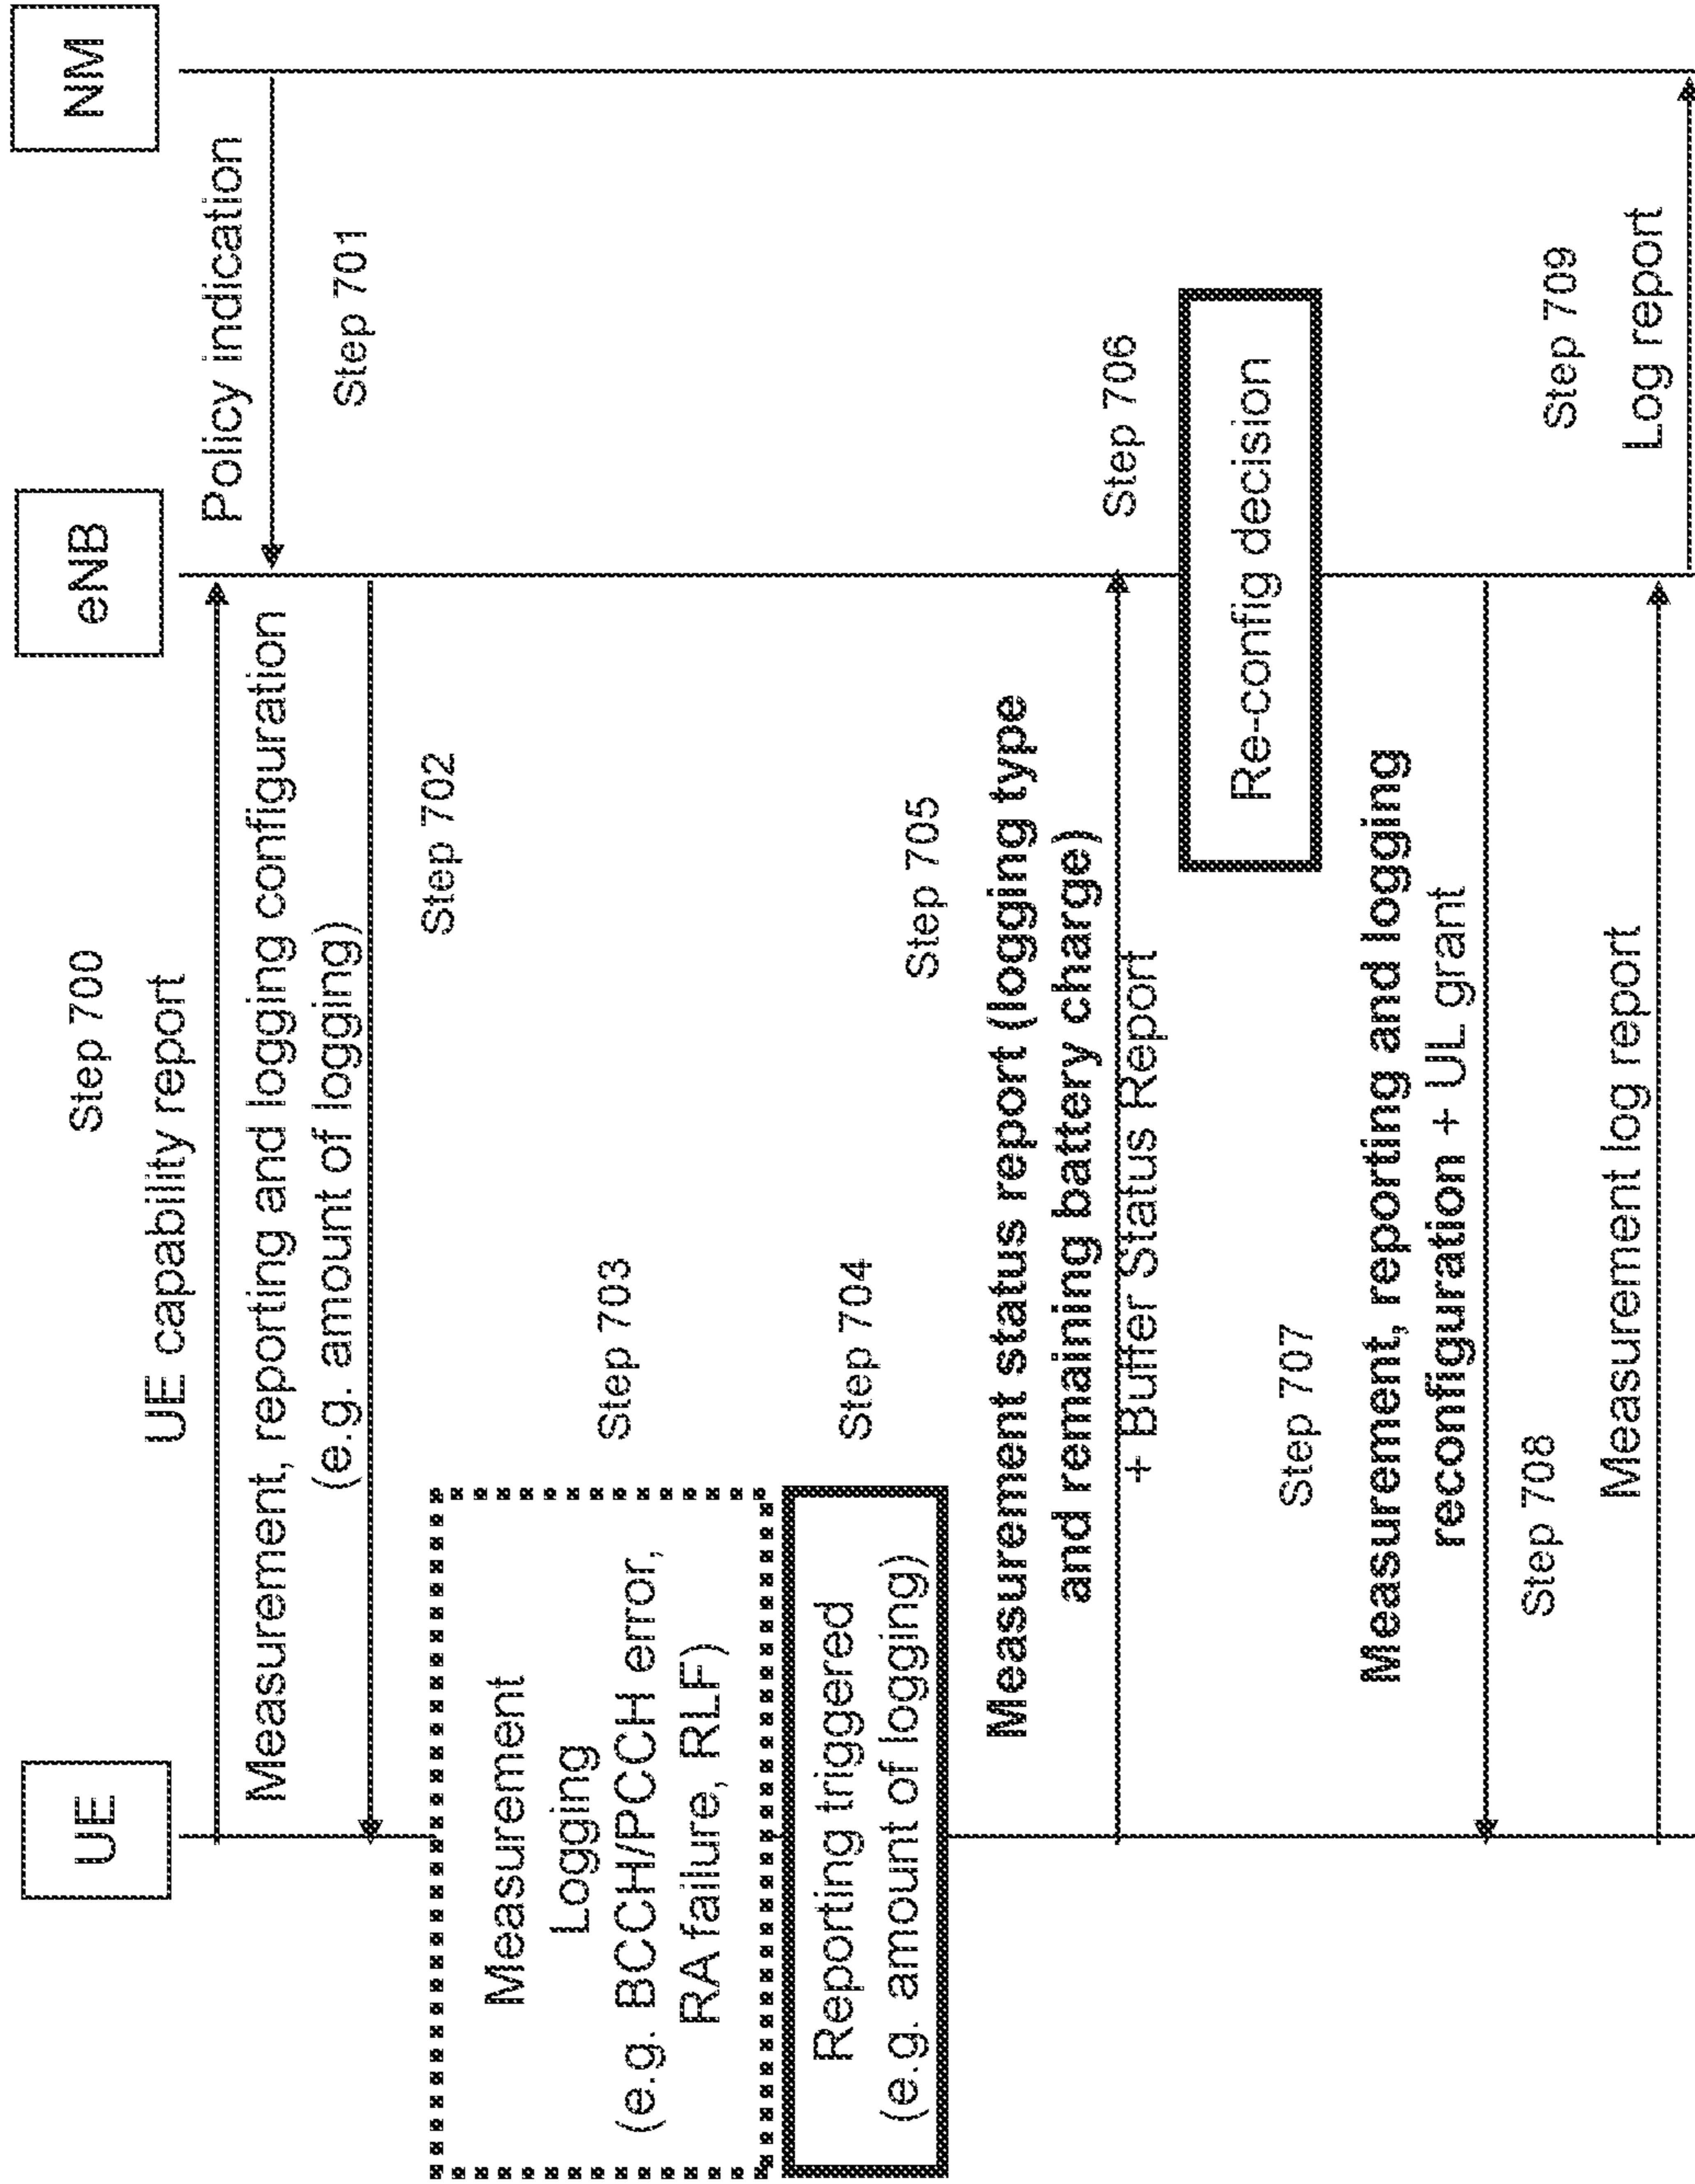 UE
eNB
NM
Step 700
UE capability report
Policy indication
Step 701
Measurement, reporting and logging configuration
(e.g. amount of logging)
Step 702
Measurement
Logging
(e.g. BCCH/PCCH error,
RA failure, RLF)
Step 703
Reporting triggered
(e.g. amount of logging)
Step 704
Step 705
Measurement status report (logging type
and remaining battery charge)
+ Buffer Status Report
Step 706
Re-config decision
Step 707
Measurement, reporting and logging
reconfiguration + UL grant
Step 708
Measurement log report
Step 709
Log report